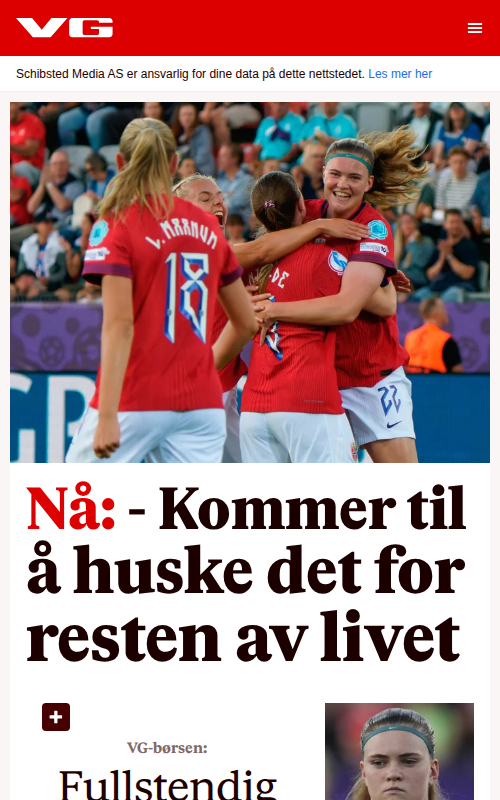 VG
Schibsted Media AS er ansvarlig for dine data på dette nettstedet. Les mer her
18
22
Nå: - Kommer til
å huske det for
resten av livet
VG-børsen:
Fullstendig